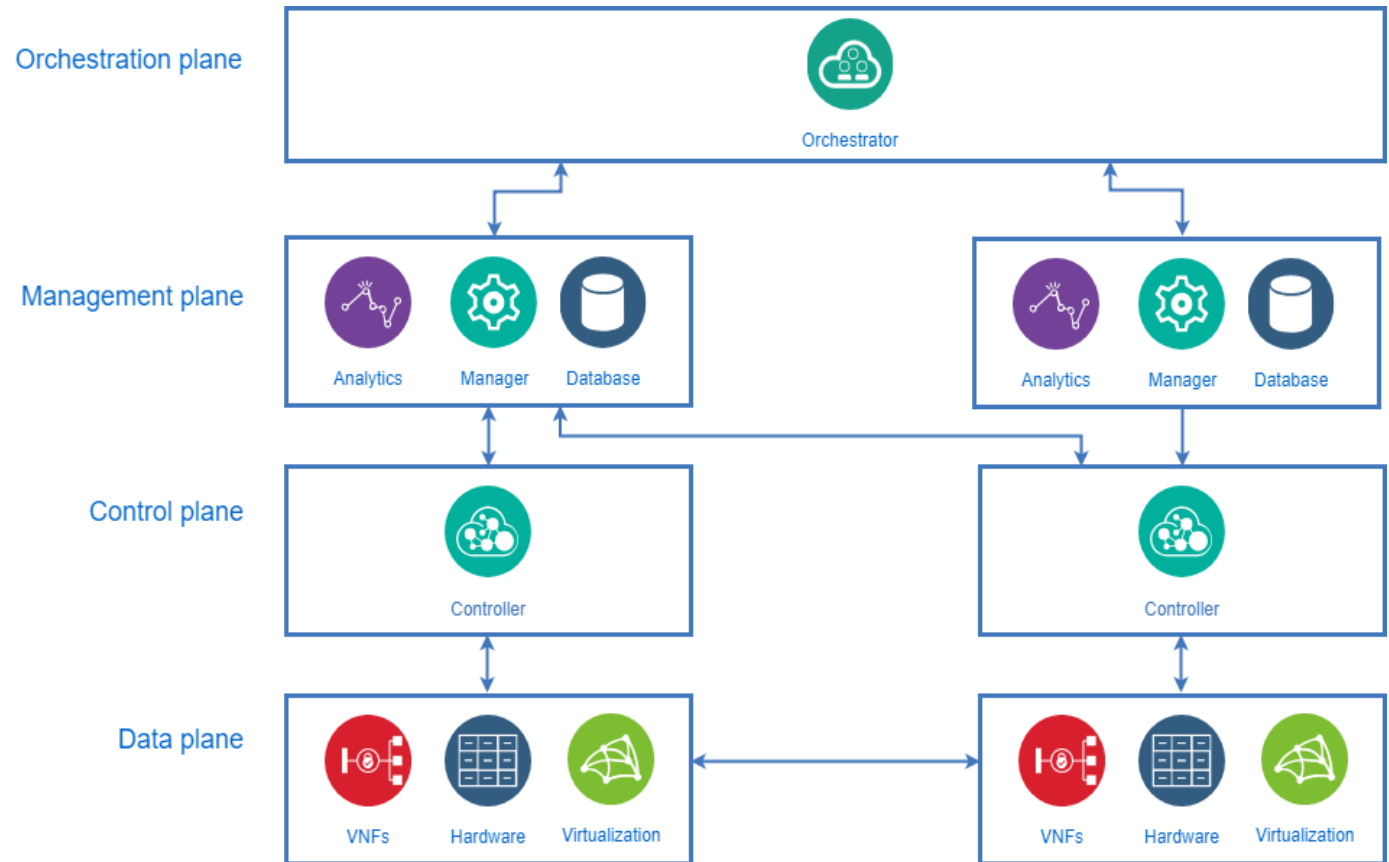 Orchestration plane
Orchestrator
Management plane
Analytics
Manager
Database
Analytics
Manager
Database
Control plane
Controller
Controller
Data plane
VNFs
Hardware
Virtualization
VNFs
Hardware
Virtualization